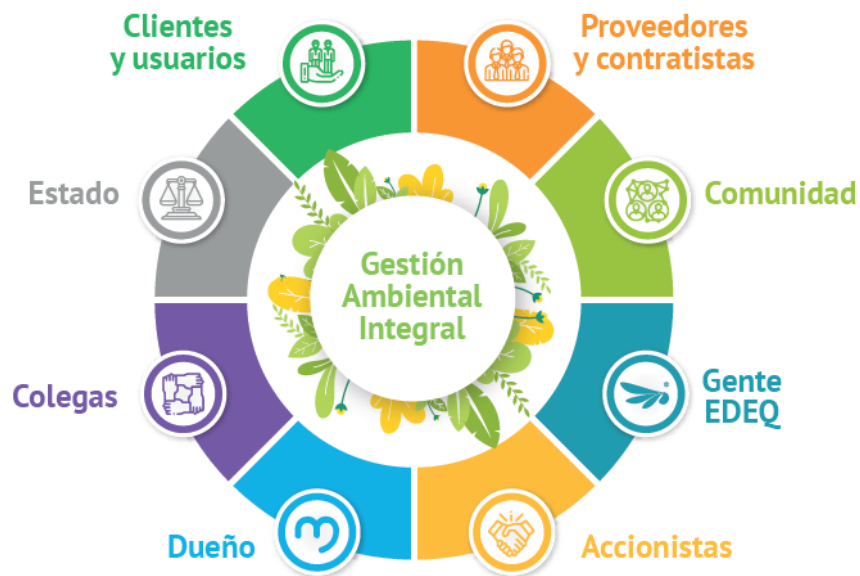 Clientes
y usuarios
Proveedores
y contratistas
Estado
Comunidad
Gestión
Ambiental
Integral
Colegas
Gente
EDEQ
Dueño
Accionistas